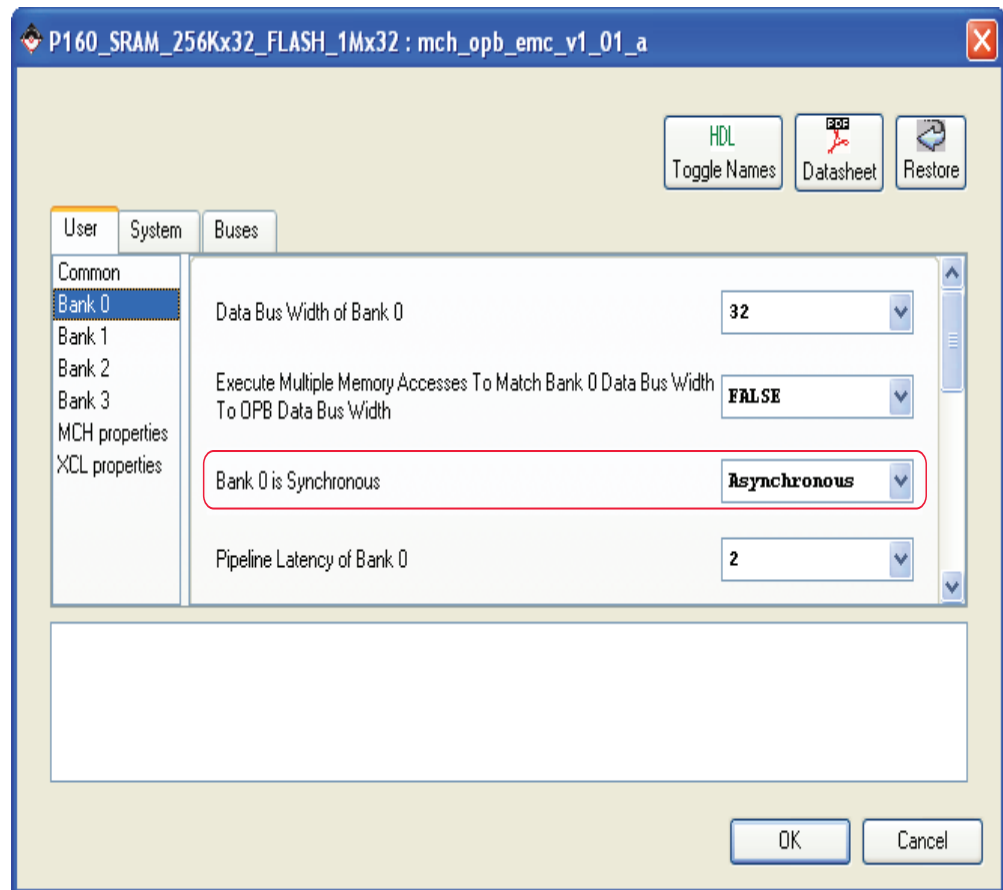 P160_SRAM_256Kx32_FLASH_1Mx32 : mch_opb_emc_v1_01_a
HDL
Toggle Names
PDF
Datasheet
Restore
User
System
Buses
Common
Bank 0
Bank 1
Bank 2
Bank 3
MCH properties
XCL properties
Data Bus Width of Bank 0
32
Execute Multiple Memory Accesses To Match Bank 0 Data Bus Width
To OPB Data Bus Width
FALSE
Bank 0 is Synchronous
Asynchronous
Pipeline Latency of Bank 0
2
OK
Cancel